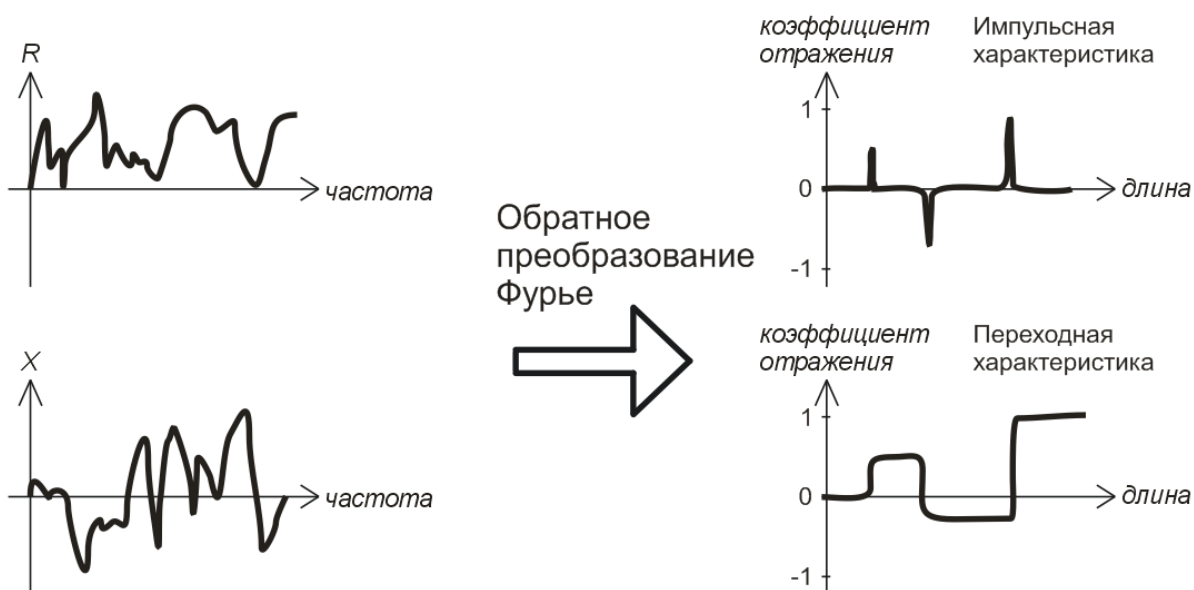 R
частота
X
частота
Обратное
преобразование
Фурье
коэффициент
отражения
Импульсная
характеристика
1
0
-1
длина
коэффициент
отражения
Переходная
характеристика
1
0
-1
длина